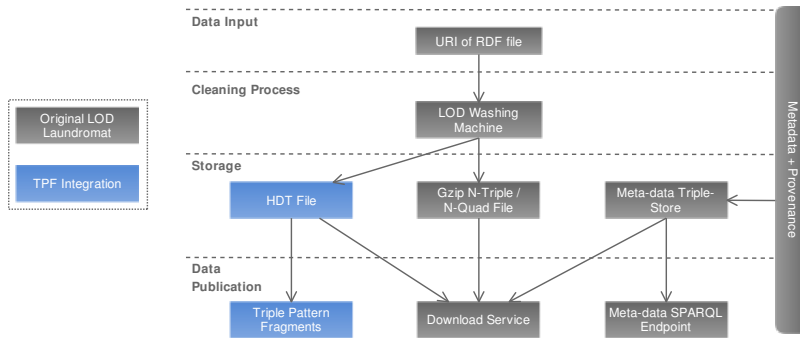 Data Input
URI of RDF file
Cleaning Process
LOD Washing
Machine
Original LOD
Laundromat
TPF Integration
Storage
HDT File
Gzip N-Triple /
N-Quad File
Meta-data Triple-
Store
Metadata + Provenance
Data
Publication
Triple Pattern
Fragments
Download Service
Meta-data SPARQL
Endpoint